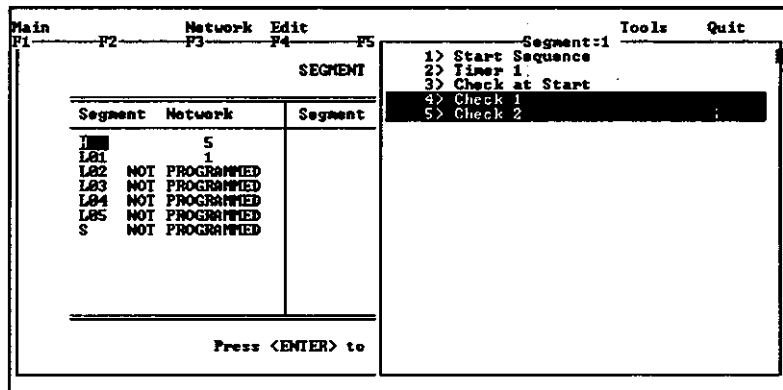 Main Network Edit Tools Quit
F1 F2 F3 F4 F5
Segment:1
SEGMENT
1> Start Sequence
2> Timer 1
3> Check at Start
4> Check 1
5> Check 2
Segment Network Segment
5
L01 1
L02 NOT PROGRAMMED
L03 NOT PROGRAMMED
L04 NOT PROGRAMMED
L05 NOT PROGRAMMED
S NOT PROGRAMMED
Press <ENTER> to